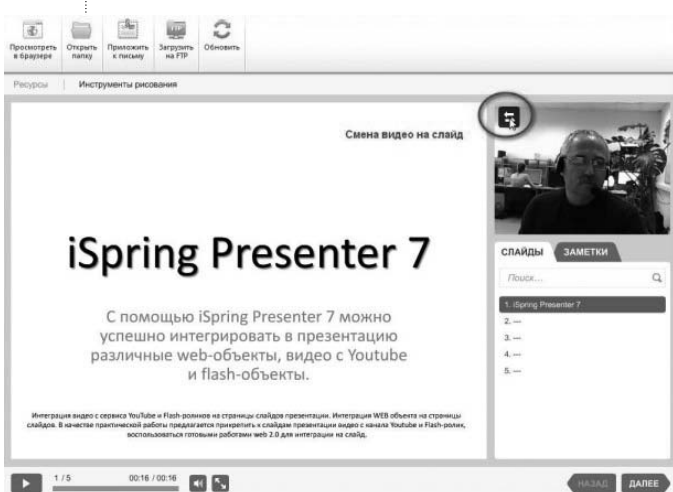 Просмотреть в браузере
Открыть папку
Приложить к письму
Загрузить на FTP
Обновить
Ресурсы
Инструменты рисования
Смена видео на слайд
iSpring Presenter 7
С помощью iSpring Presenter 7 можно
успешно интегрировать в презентацию
различные web-объекты, видео с Youtube
и flash-объекты.
Интеграция видео с сервиса YouTube и Flash-роликов на страницы слайдов презентации. Интеграция WEB объекта на страницы
слайдов. В качестве практической работы предлагается прикрепить к слайдам презентации видео с канала Youtube и Flash-ролик,
воспользоваться готовыми работами web 2.0 для интеграции на слайд.
СЛАЙДЫ
ЗАМЕТКИ
Поиск...
1. iSpring Presenter 7
2. —
3. —
4. —
5. —
1 / 5
00:16 / 00:16
НАЗАД
ДАЛЕЕ